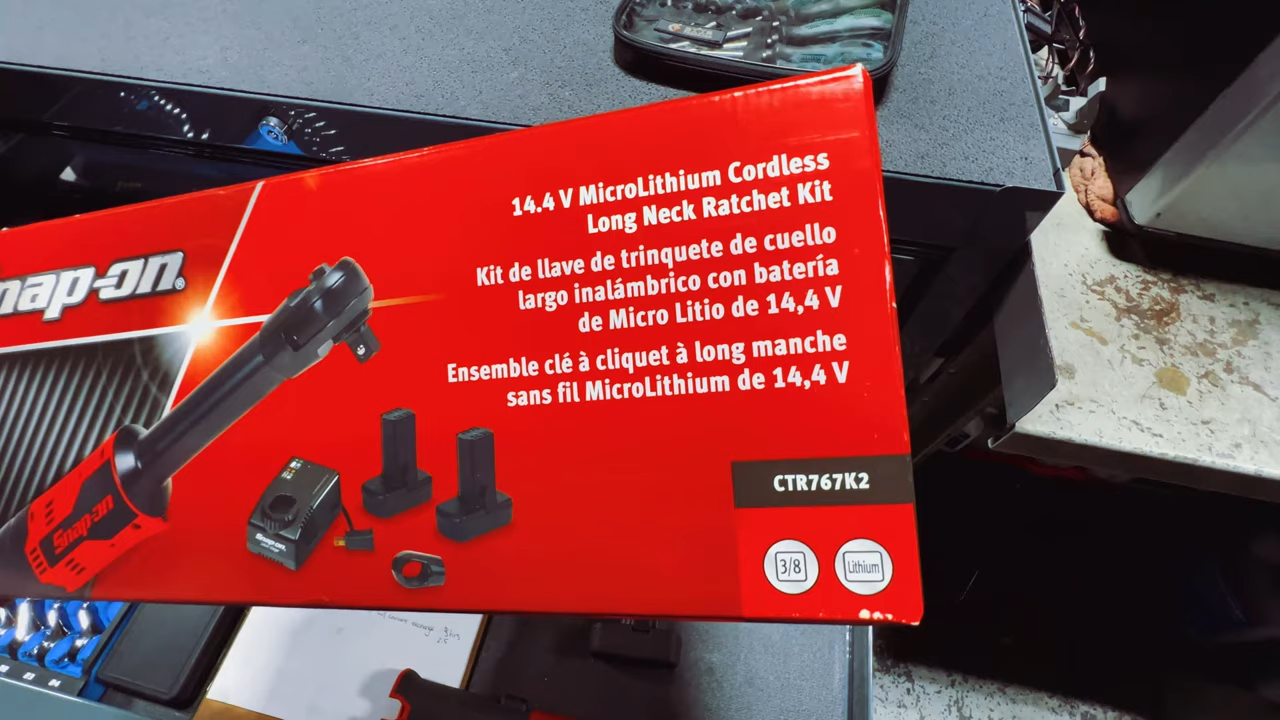 14.4 V MicroLithium Cordless
Long Neck Ratchet Kit
Kit de llave de trinquete de cuello
largo inalámbrico con batería
de Micro Litio de 14,4 V
Ensemble clé à cliquet à long manche
sans fil MicroLithium de 14,4 V
nap-on®
Snap-on
Snap-on
CTR767K2
3/8
Lithium